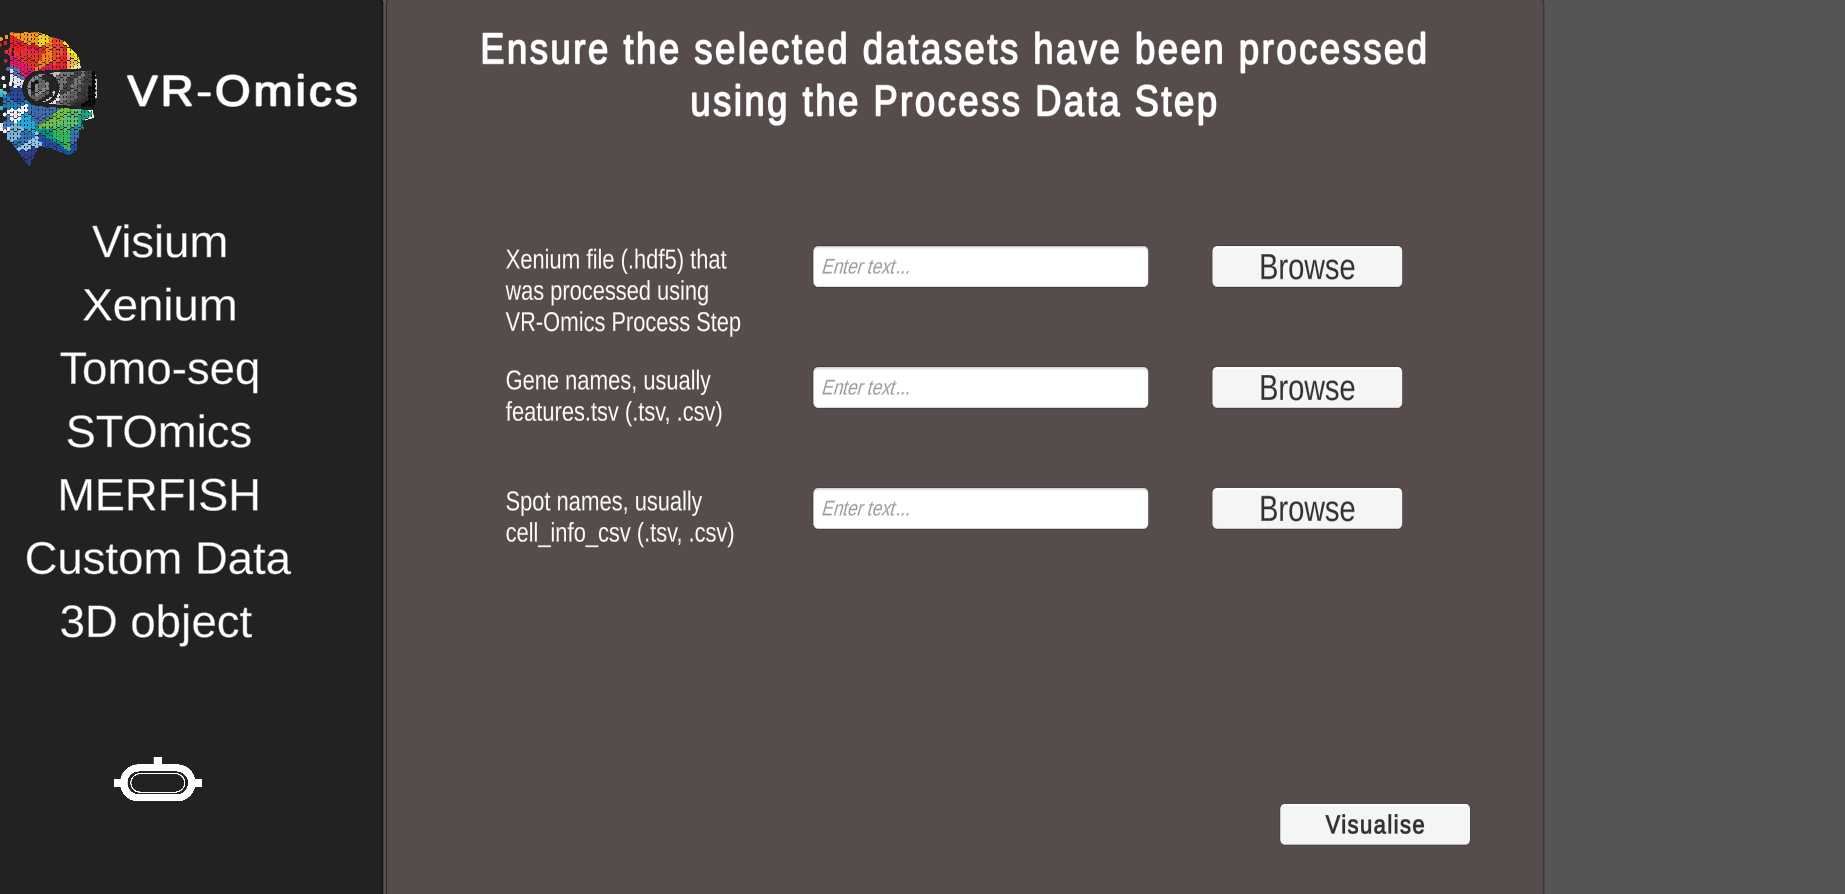 VR-Omics
Visium
Xenium
Tomo-seq
STOmics
MERFISH
Custom Data
3D object
Ensure the selected datasets have been processed
using the Process Data Step
Xenium file (.hdf5) that
was processed using
VR-Omics Process Step
Enter text...
Browse
Gene names, usually
features.tsv (.tsv, .csv)
Enter text...
Browse
Spot names, usually
cell_info_csv (.tsv, .csv)
Enter text...
Browse
Visualise